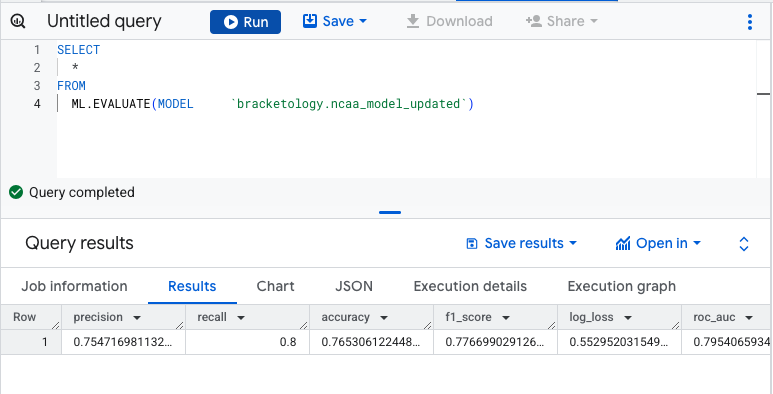 Untitled query Run Save Download Share
1 SELECT
2 *
3 FROM
4 ML.EVALUATE(MODEL `bracketology.ncaa_model_updated`)
Query completed
Query results Save results Open in
Job information Results Chart JSON Execution details Execution graph
Row precision recall accuracy f1_score log_loss roc_auc
1 0.754716981132... 0.8 0.765306122448... 0.776699029126... 0.552952031549... 0.7954065934